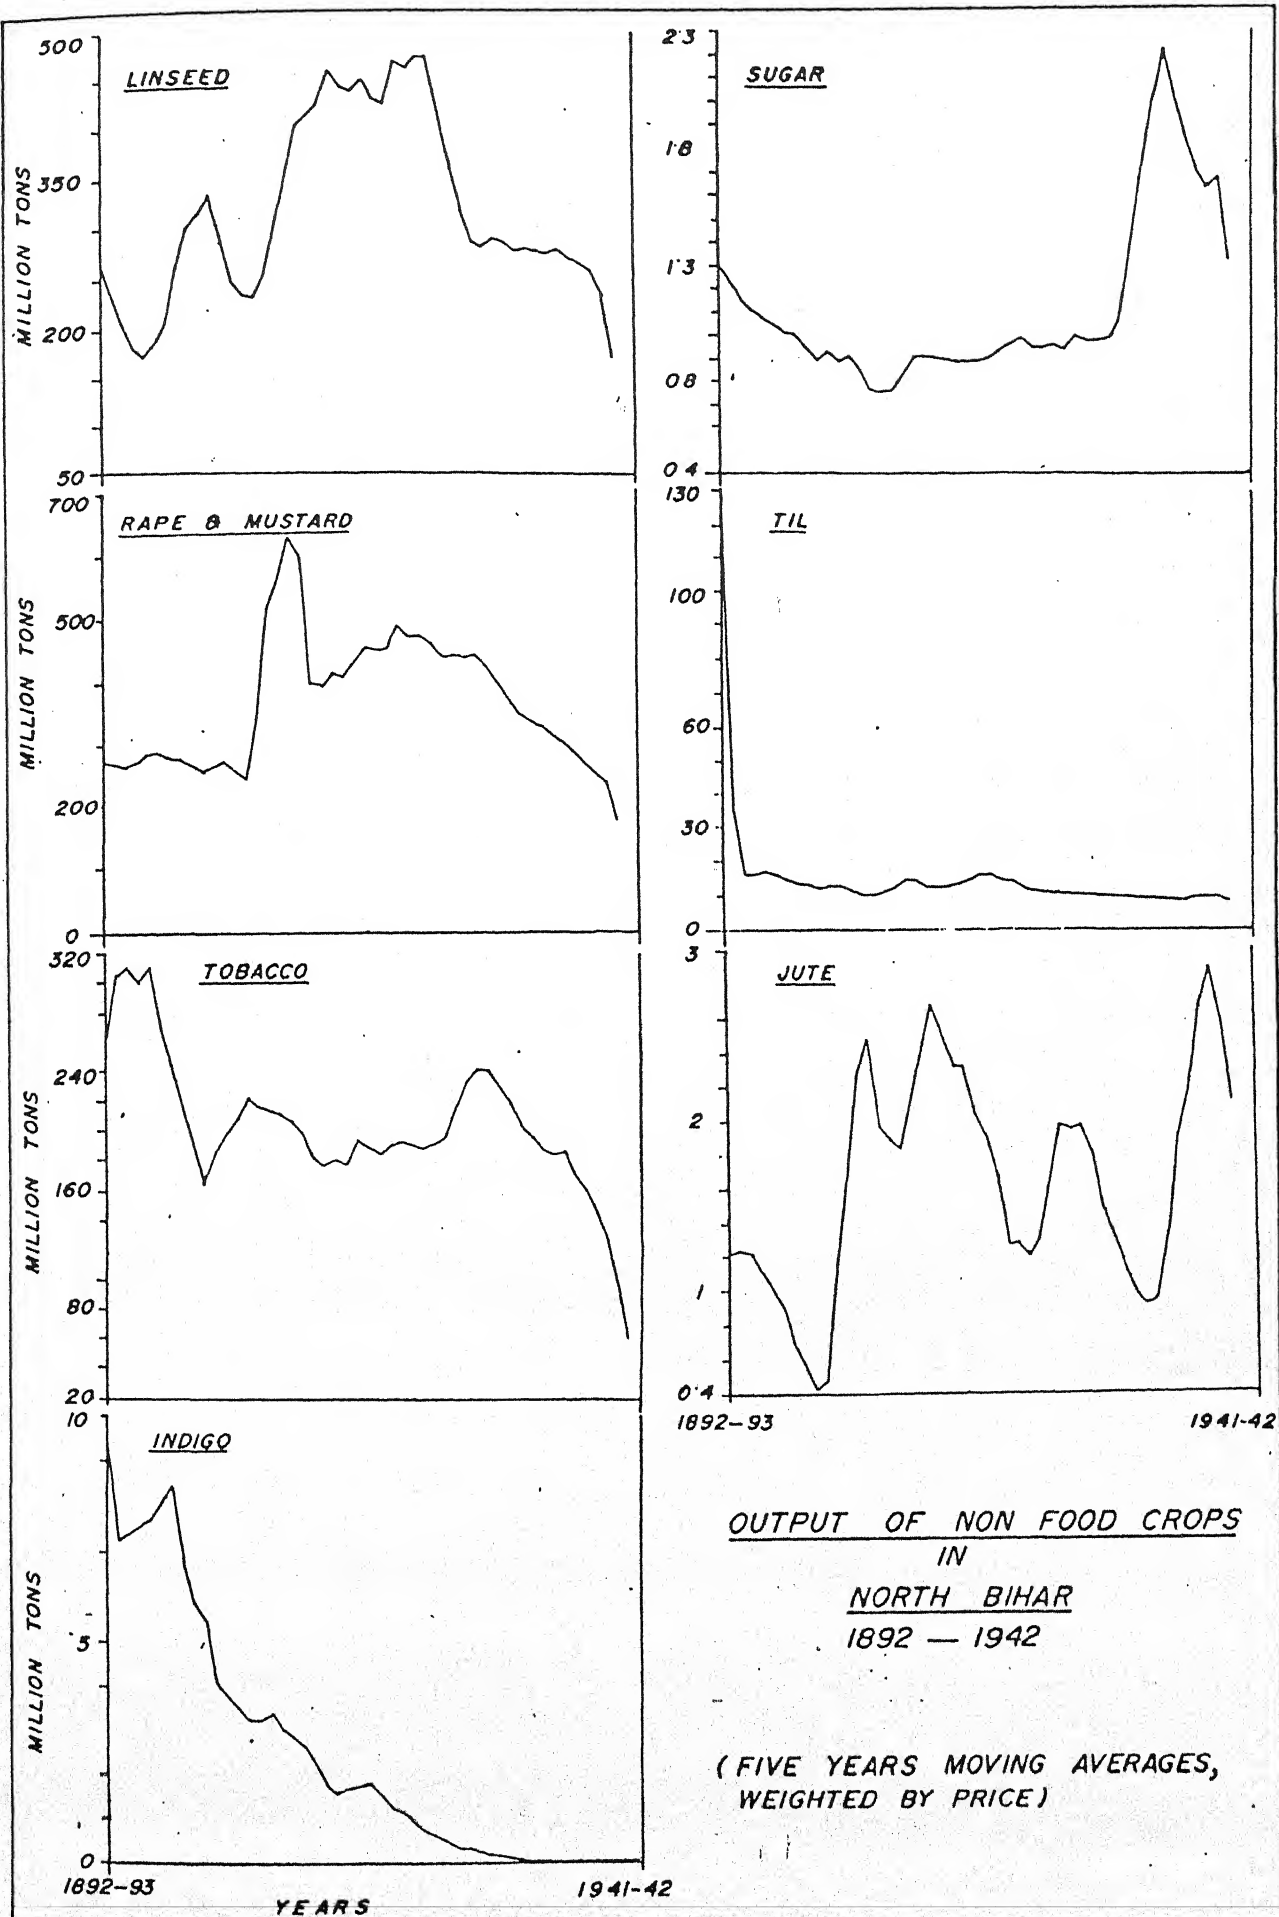 LINSEED
500
350
200
50
MILLION TONS
SUGAR
2·3
1·8
1·3
0 8
0 4
RAPE & MUSTARD
700
500
200
0
MILLION TONS
TIL
130
100
60
30
0
TOBACCO
320
240
160
80
20
MILLION TONS
JUTE
3
2
1
0·4
1892-93
1941-42
INDIGO
10
5
0
MILLION TONS
1892-93
1941-42
YEARS
OUTPUT OF NON FOOD CROPS
IN
NORTH BIHAR
1892 — 1942
(FIVE YEARS MOVING AVERAGES,
WEIGHTED BY PRICE)